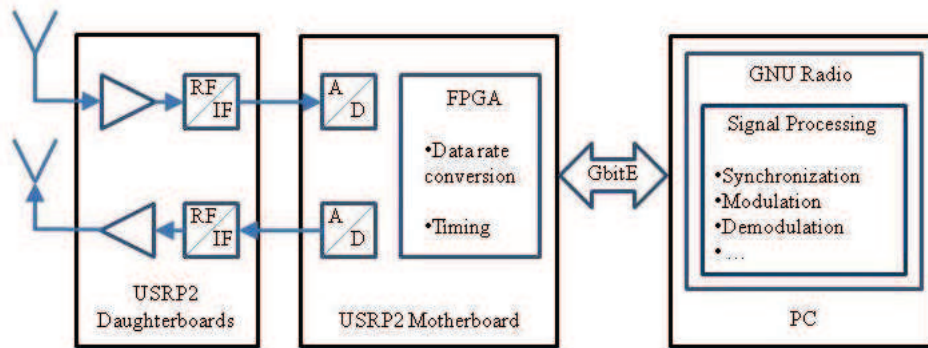 RF
IF
A
D
FPGA
•Data rate
conversion
•Timing
RF
IF
A
D
USRP2
Daughterboards
USRP2 Motherboard
GbitE
GNU Radio
Signal Processing
•Synchronization
•Modulation
•Demodulation
• ...
PC